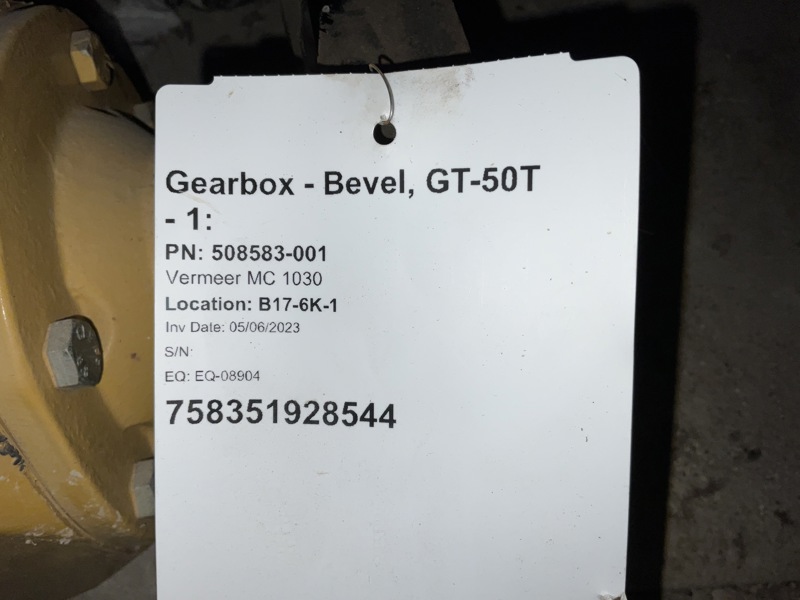 Gearbox - Bevel, GT-50T
- 1:
PN: 508583-001
Vermeer MC 1030
Location: B17-6K-1
Inv Date: 05/06/2023
S/N:
EQ: EQ-08904
758351928544